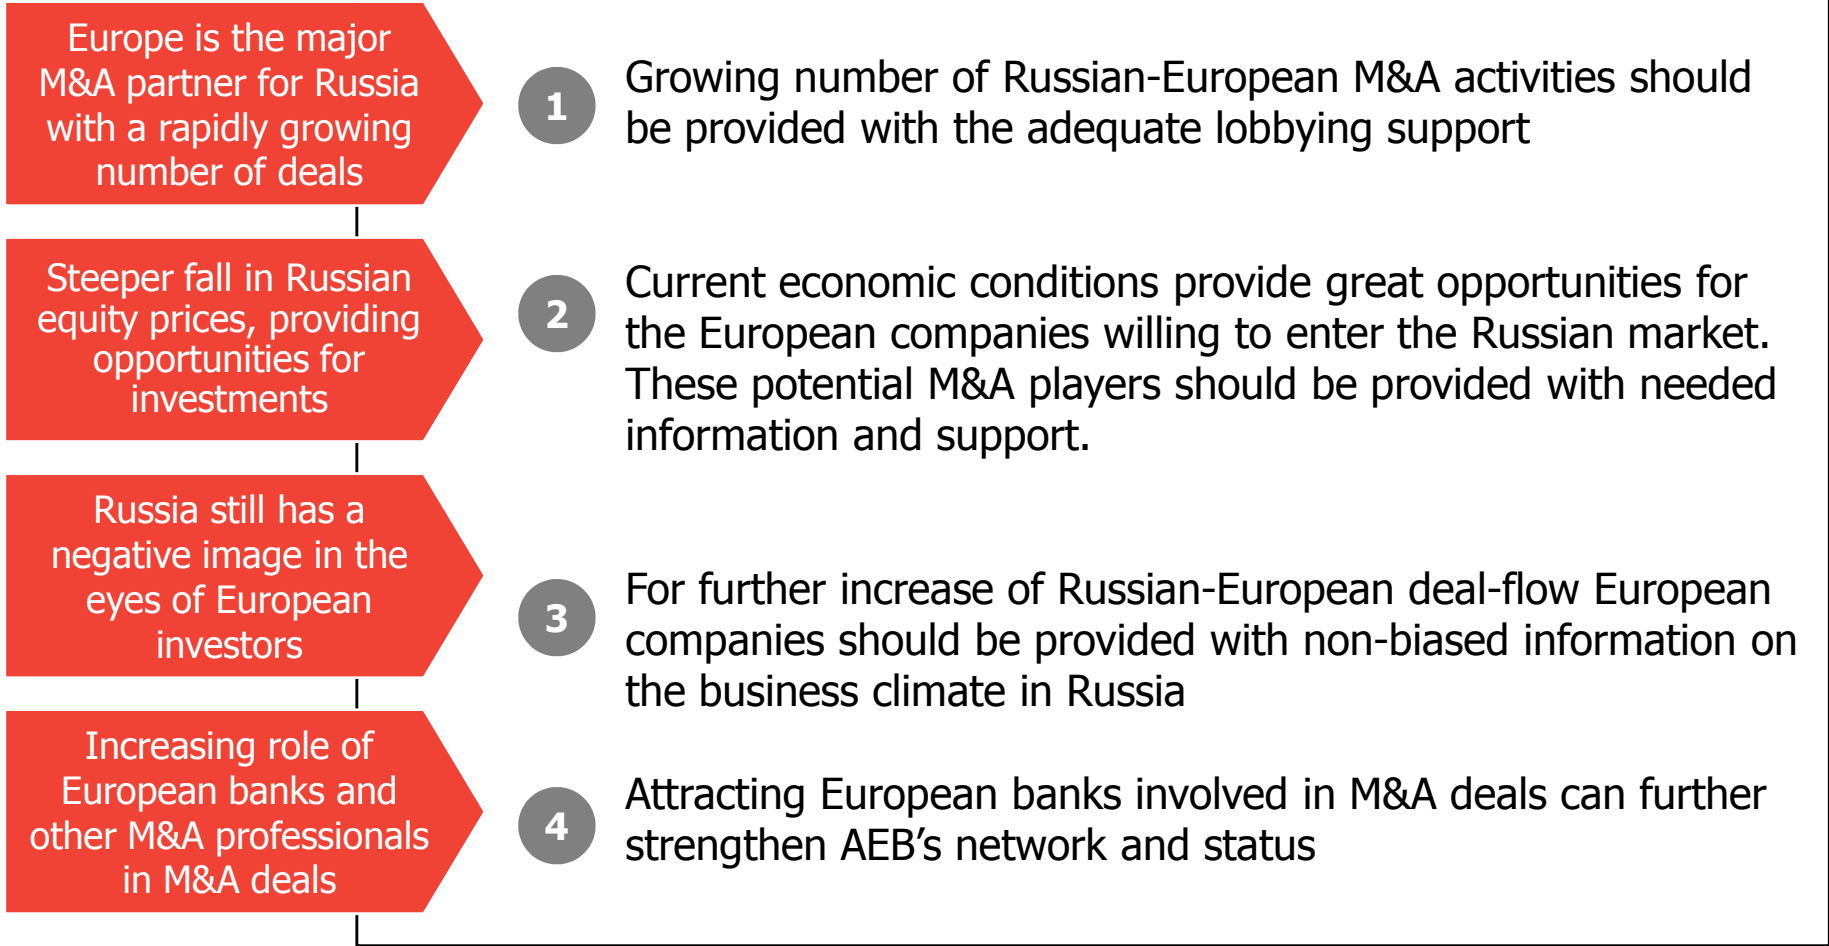 Europe is the major
M&A partner for Russia
with a rapidly growing
number of deals
1
Growing number of Russian-European M&A activities should
be provided with the adequate lobbying support
Steeper fall in Russian
equity prices, providing
opportunities for
investments
2
Current economic conditions provide great opportunities for
the European companies willing to enter the Russian market.
These potential M&A players should be provided with needed
information and support.
Russia still has a
negative image in the
eyes of European
investors
3
For further increase of Russian-European deal-flow European
companies should be provided with non-biased information on
the business climate in Russia
Increasing role of
European banks and
other M&A professionals
in M&A deals
4
Attracting European banks involved in M&A deals can further
strengthen AEB’s network and status